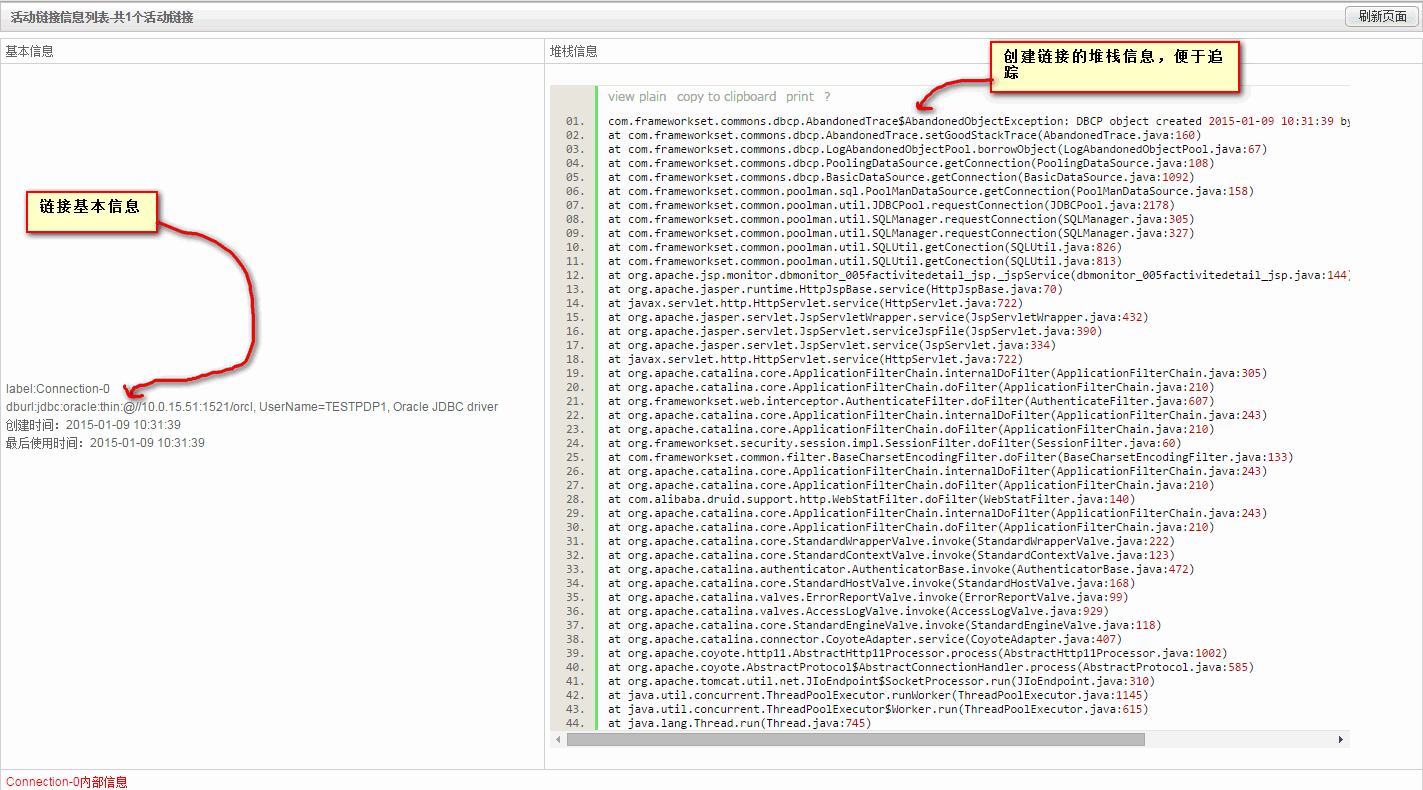 活动链接信息列表-共1个活动链接
刷新页面
基本信息
堆栈信息
创建链接的堆栈信息，便于追
踪
链接基本信息
label:Connection-0
dburl:jdbc:oracle:thin:@//10.0.15.51:1521/orcl, UserName=TESTPDP1, Oracle JDBC driver
创建时间：2015-01-09 10:31:39
最后使用时间：2015-01-09 10:31:39
view plain copy to clipboard print ?
01. com.frameworkset.commons.dbcp.AbandonedTrace$AbandonedObjectException: DBCP object created 2015-01-09 10:31:39 by
02. at com.frameworkset.commons.dbcp.AbandonedTrace.setGoodStackTrace(AbandonedTrace.java:160)
03. at com.frameworkset.commons.dbcp.LogAbandonedObjectPool.borrowObject(LogAbandonedObjectPool.java:67)
04. at com.frameworkset.commons.dbcp.PoolingDataSource.getConnection(PoolingDataSource.java:108)
05. at com.frameworkset.commons.dbcp.BasicDataSource.getConnection(BasicDataSource.java:1092)
06. at com.frameworkset.common.poolman.sql.PoolManDataSource.getConnection(PoolManDataSource.java:158)
07. at com.frameworkset.common.poolman.util.JDBCPool.requestConnection(JDBCPool.java:2178)
08. at com.frameworkset.common.poolman.util.SQLManager.requestConnection(SQLManager.java:305)
09. at com.frameworkset.common.poolman.util.SQLManager.requestConnection(SQLManager.java:327)
10. at com.frameworkset.common.poolman.util.SQLUtil.getConection(SQLUtil.java:826)
11. at com.frameworkset.common.poolman.util.SQLUtil.getConection(SQLUtil.java:813)
12. at org.apache.jsp.monitor.dbmonitor_005factivitedetail_jsp._jspService(dbmonitor_005factivitedetail_jsp.java:144)
13. at org.apache.jasper.runtime.HttpJspBase.service(HttpJspBase.java:70)
14. at javax.servlet.http.HttpServlet.service(HttpServlet.java:722)
15. at org.apache.jasper.servlet.JspServletWrapper.service(JspServletWrapper.java:432)
16. at org.apache.jasper.servlet.JspServlet.serviceJspFile(JspServlet.java:390)
17. at org.apache.jasper.servlet.JspServlet.service(JspServlet.java:334)
18. at javax.servlet.http.HttpServlet.service(HttpServlet.java:722)
19. at org.apache.catalina.core.ApplicationFilterChain.internalDoFilter(ApplicationFilterChain.java:305)
20. at org.apache.catalina.core.ApplicationFilterChain.doFilter(ApplicationFilterChain.java:210)
21. at org.frameworkset.web.interceptor.AuthenticateFilter.doFilter(AuthenticateFilter.java:607)
22. at org.apache.catalina.core.ApplicationFilterChain.internalDoFilter(ApplicationFilterChain.java:243)
23. at org.apache.catalina.core.ApplicationFilterChain.doFilter(ApplicationFilterChain.java:210)
24. at org.frameworkset.security.session.impl.SessionFilter.doFilter(SessionFilter.java:60)
25. at com.frameworkset.common.filter.BaseCharsetEncodingFilter.doFilter(BaseCharsetEncodingFilter.java:133)
26. at org.apache.catalina.core.ApplicationFilterChain.internalDoFilter(ApplicationFilterChain.java:243)
27. at org.apache.catalina.core.ApplicationFilterChain.doFilter(ApplicationFilterChain.java:210)
28. at com.alibaba.druid.support.http.WebStatFilter.doFilter(WebStatFilter.java:140)
29. at org.apache.catalina.core.ApplicationFilterChain.internalDoFilter(ApplicationFilterChain.java:243)
30. at org.apache.catalina.core.ApplicationFilterChain.doFilter(ApplicationFilterChain.java:210)
31. at org.apache.catalina.core.StandardWrapperValve.invoke(StandardWrapperValve.java:222)
32. at org.apache.catalina.core.StandardContextValve.invoke(StandardContextValve.java:123)
33. at org.apache.catalina.authenticator.AuthenticatorBase.invoke(AuthenticatorBase.java:472)
34. at org.apache.catalina.core.StandardHostValve.invoke(StandardHostValve.java:168)
35. at org.apache.catalina.valves.ErrorReportValve.invoke(ErrorReportValve.java:99)
36. at org.apache.catalina.valves.AccessLogValve.invoke(AccessLogValve.java:929)
37. at org.apache.catalina.core.StandardEngineValve.invoke(StandardEngineValve.java:118)
38. at org.apache.catalina.connector.CoyoteAdapter.service(CoyoteAdapter.java:407)
39. at org.apache.coyote.http11.AbstractHttp11Processor.process(AbstractHttp11Processor.java:1002)
40. at org.apache.coyote.AbstractProtocol$AbstractConnectionHandler.process(AbstractProtocol.java:585)
41. at org.apache.tomcat.util.net.JIoEndpoint$SocketProcessor.run(JIoEndpoint.java:310)
42. at java.util.concurrent.ThreadPoolExecutor.runWorker(ThreadPoolExecutor.java:1145)
43. at java.util.concurrent.ThreadPoolExecutor$Worker.run(ThreadPoolExecutor.java:615)
44. at java.lang.Thread.run(Thread.java:745)
Connection-0内部信息